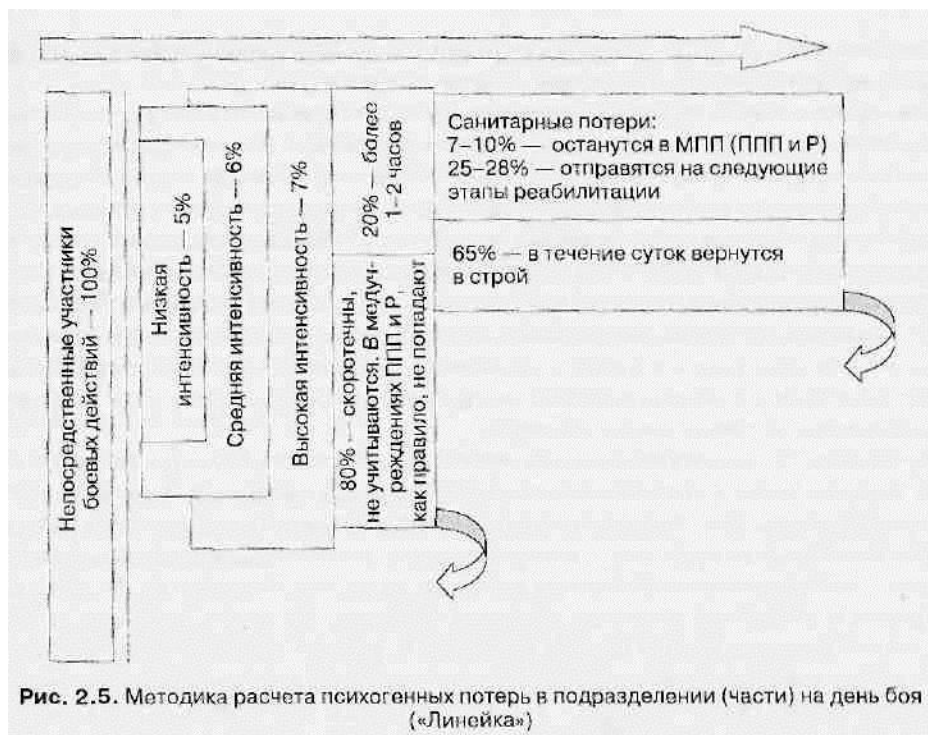 Непосредственные участники
боевых действий — 100%
Низкая
интенсивность — 5%
Средняя интенсивность — 6%
Высокая интенсивность — 7%
20% — более
1–2 часов
80% — скоротечны,
не учитываются. В медуч-
реждениях ППП и Р,
как правило, не попадают
Санитарные потери:
7–10% — останутся в МПП (ППП и Р)
25–28% — отправятся на следующие
этапы реабилитации
65% — в течение суток вернутся
в строй
Рис. 2.5. Методика расчета психогенных потерь в подразделении (части) на день боя
(«Линейка»)